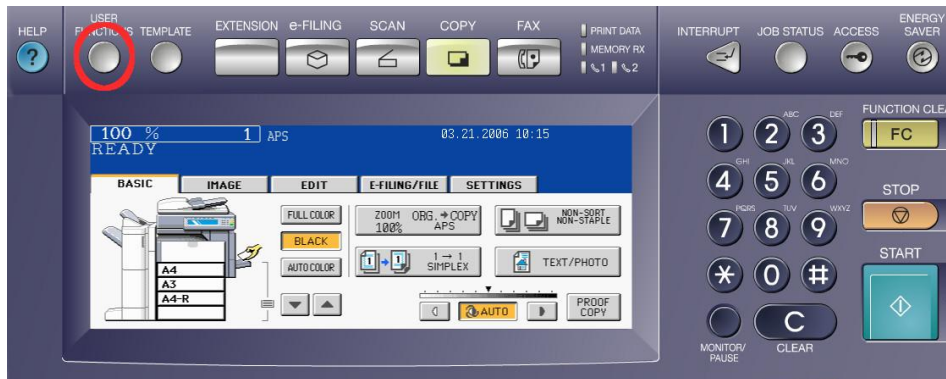 HELP
USER
FUNCTIONS
TEMPLATE
EXTENSION
e-FILING
SCAN
COPY
FAX
PRINT DATA
MEMORY RX
1 2
INTERRUPT
JOB STATUS
ACCESS
ENERGY
SAVER
100 % 1 APS 03.21.2006 10:15
READY
BASIC IMAGE EDIT E-FILING/FILE SETTINGS
FULL COLOR
BLACK
AUTO COLOR
ZOOM ORG.→COPY
100% APS
NON-SORT
NON-STAPLE
1 1
1→1
SIMPLEX
TEXT/PHOTO
A4
A3
A4-R
AUTO
PROOF
COPY
ABC DEF
1 2 3
GHI JKL MNO
4 5 6
PQRS TUV WXYZ
7 8 9
* 0 #
C
MONITOR/
PAUSE
CLEAR
FUNCTION CLE
FC
STOP
START